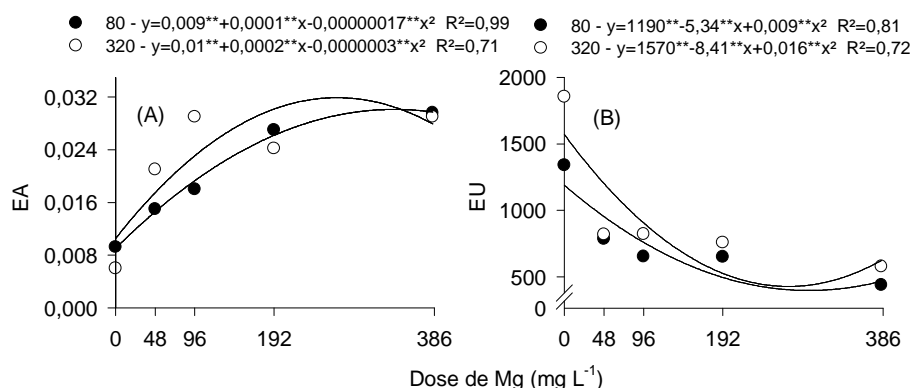 80 - y=0,009**+0,0001**x-0,00000017**x² R²=0,99
320 - y=0,01**+0,0002**x-0,0000003**x² R²=0,71
80 - y=1190**-5,34**x+0,009**x² R²=0,81
320 - y=1570**-8,41**x+0,016**x² R²=0,72
(A)
EA
0,032
0,024
0,016
0,008
0,000
0 48 96 192 386
(B)
EU
2000
1500
1000
500
0
0 48 96 192 386
Dose de Mg (mg L⁻¹)